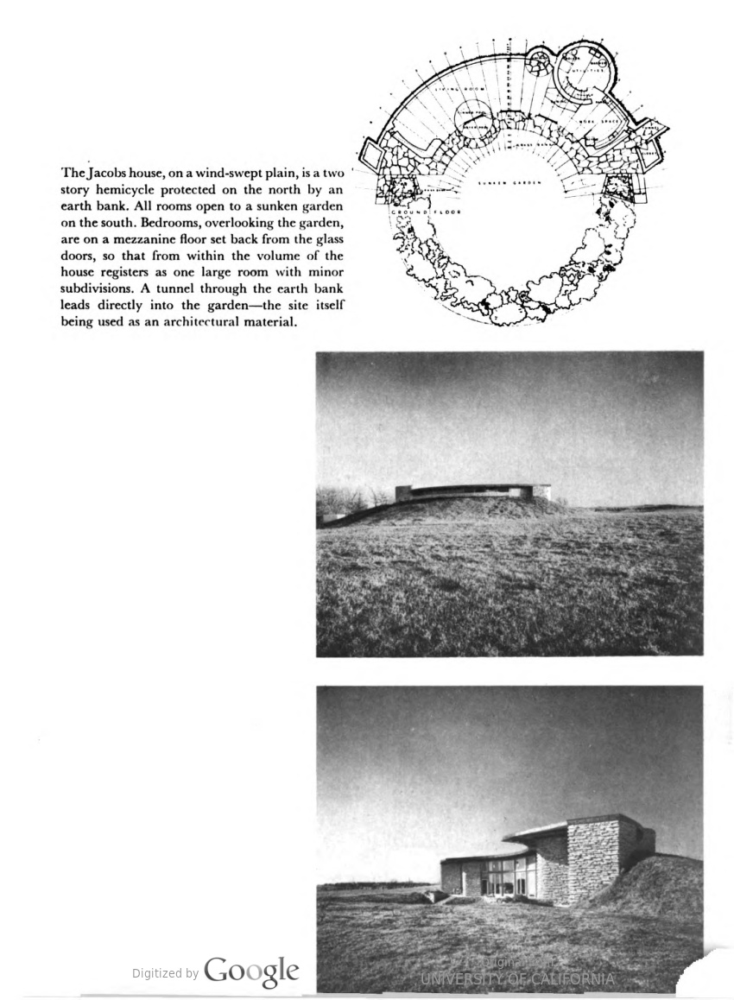 The Jacobs house, on a wind-swept plain, is a two
story hemicycle protected on the north by an
earth bank. All rooms open to a sunken garden
on the south. Bedrooms, overlooking the garden,
are on a mezzanine floor set back from the glass
doors, so that from within the volume of the
house registers as one large room with minor
subdivisions. A tunnel through the earth bank
leads directly into the garden—the site itself
being used as an architectural material.
LIVING ROOM
UTILITIES
WORK SPACE
SUNKEN GARDEN
GROUND FLOOR
Digitized by Google
Original
UNIVERSITY OF CALIFORNIA